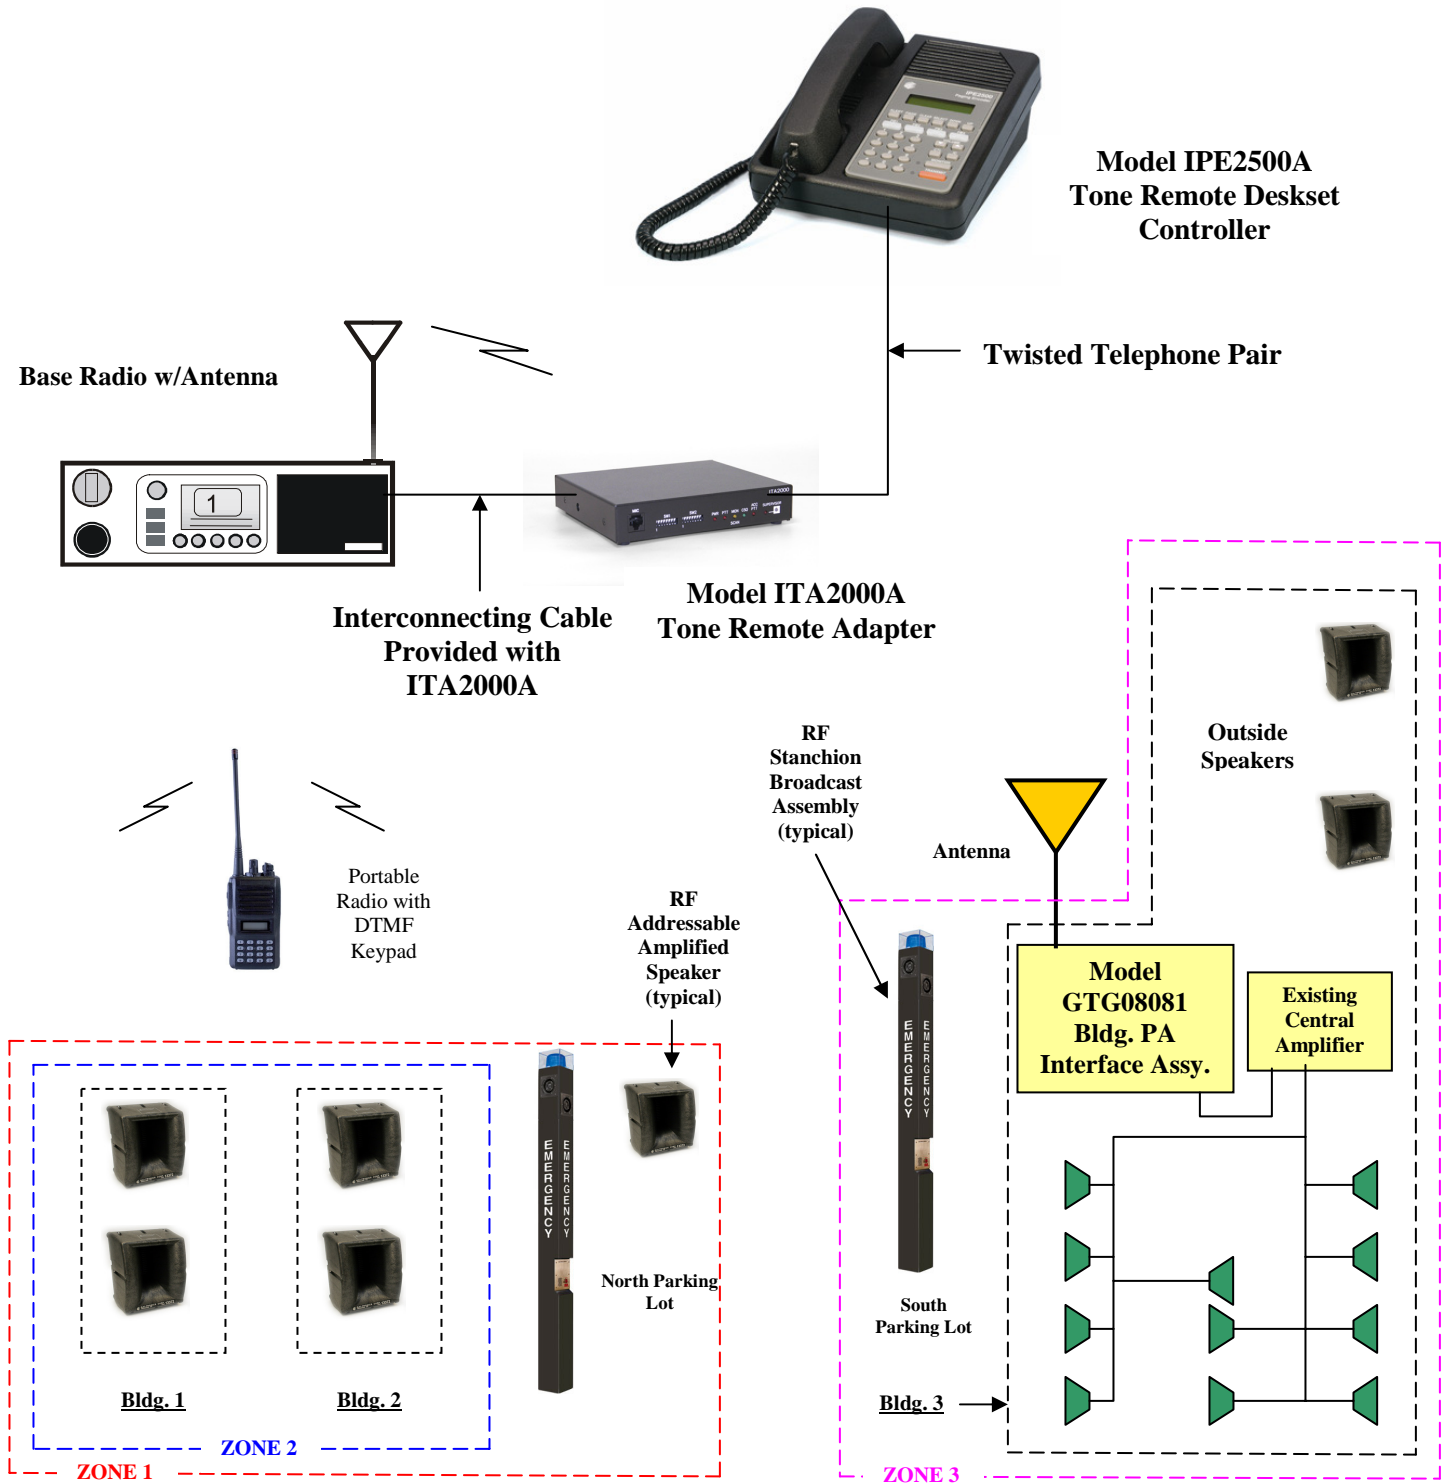 IPE2500
Model IPE2500A
Tone Remote Deskset
Controller
Twisted Telephone Pair
Base Radio w/Antenna
1
ITA2000
Interconnecting Cable
Provided with
ITA2000A
Model ITA2000A
Tone Remote Adapter
RF
Stanchion
Broadcast
Assembly
(typical)
Outside
Speakers
Antenna
Portable
Radio with
DTMF
Keypad
RF
Addressable
Amplified
Speaker
(typical)
Model
GTG08081
Bldg. PA
Interface Assy.
Existing
Central
Amplifier
EMERGENCY
EMERGENCY
EMERGENCY
EMERGENCY
North Parking
Lot
South
Parking Lot
Bldg. 1
Bldg. 2
Bldg. 3
ZONE 2
ZONE 1
ZONE 3